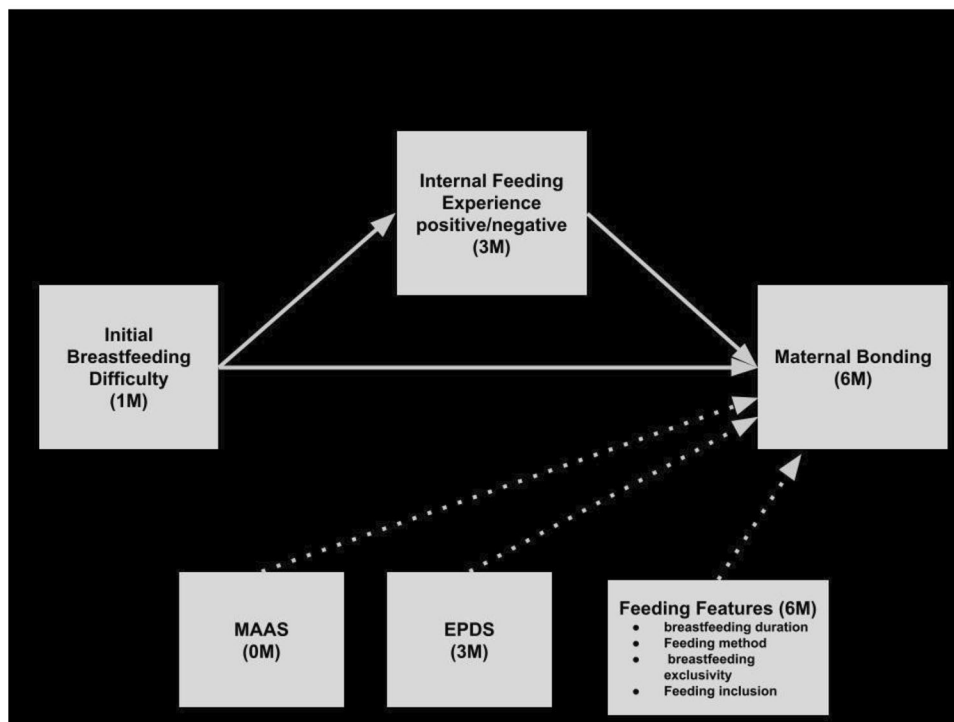 Internal Feeding
Experience
positive/negative
(3M)
Initial
Breastfeeding
Difficulty
(1M)
Maternal Bonding
(6M)
MAAS
(0M)
EPDS
(3M)
Feeding Features (6M)
● breastfeeding duration
● Feeding method
● breastfeeding
exclusivity
● Feeding inclusion